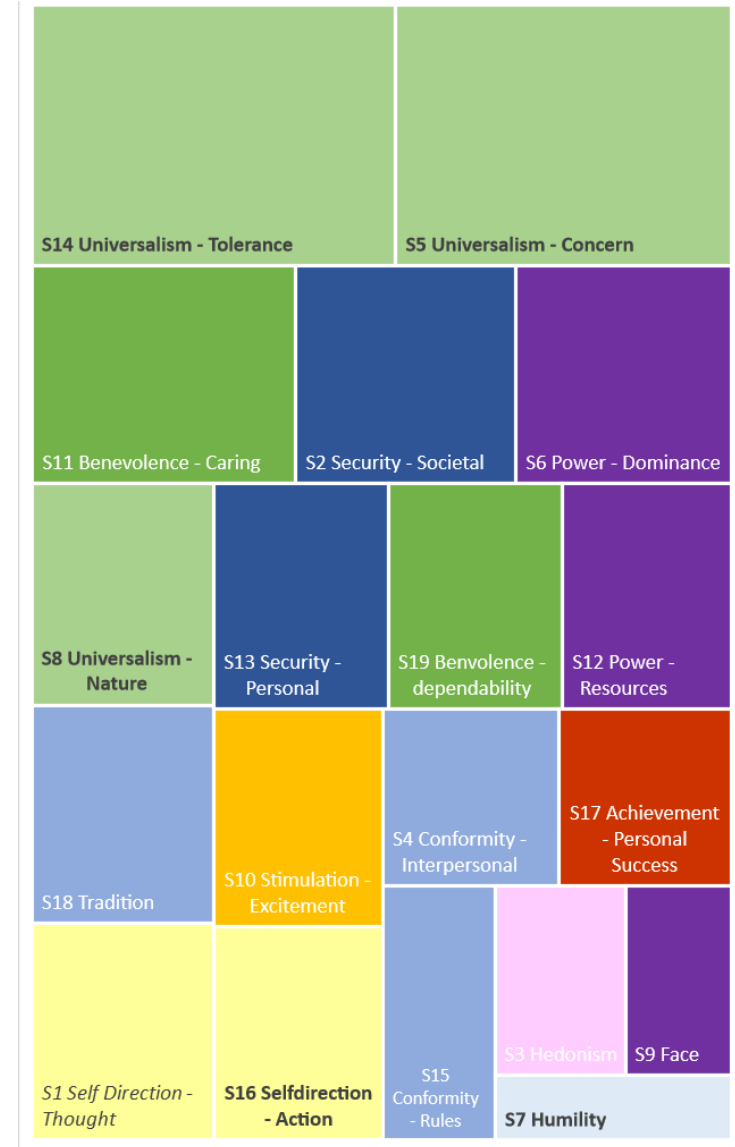 S14 Universalism - Tolerance
S5 Universalism - Concern
S11 Benevolence - Caring
S2 Security - Societal
S6 Power - Dominance
S8 Universalism -
Nature
S13 Security -
Personal
S19 Benvolence -
dependability
S12 Power -
Resources
S18 Tradition
S10 Stimulation -
Excitement
S4 Conformity -
Interpersonal
S17 Achievement
- Personal
Success
S1 Self Direction -
Thought
S16 Selfdirection
- Action
S15
Conformity
- Rules
S3 Hedonism
S9 Face
S7 Humility